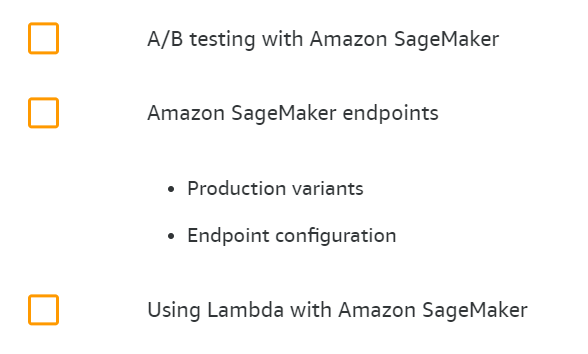 A/B testing with Amazon SageMaker
Amazon SageMaker endpoints
• Production variants
• Endpoint configuration
Using Lambda with Amazon SageMaker